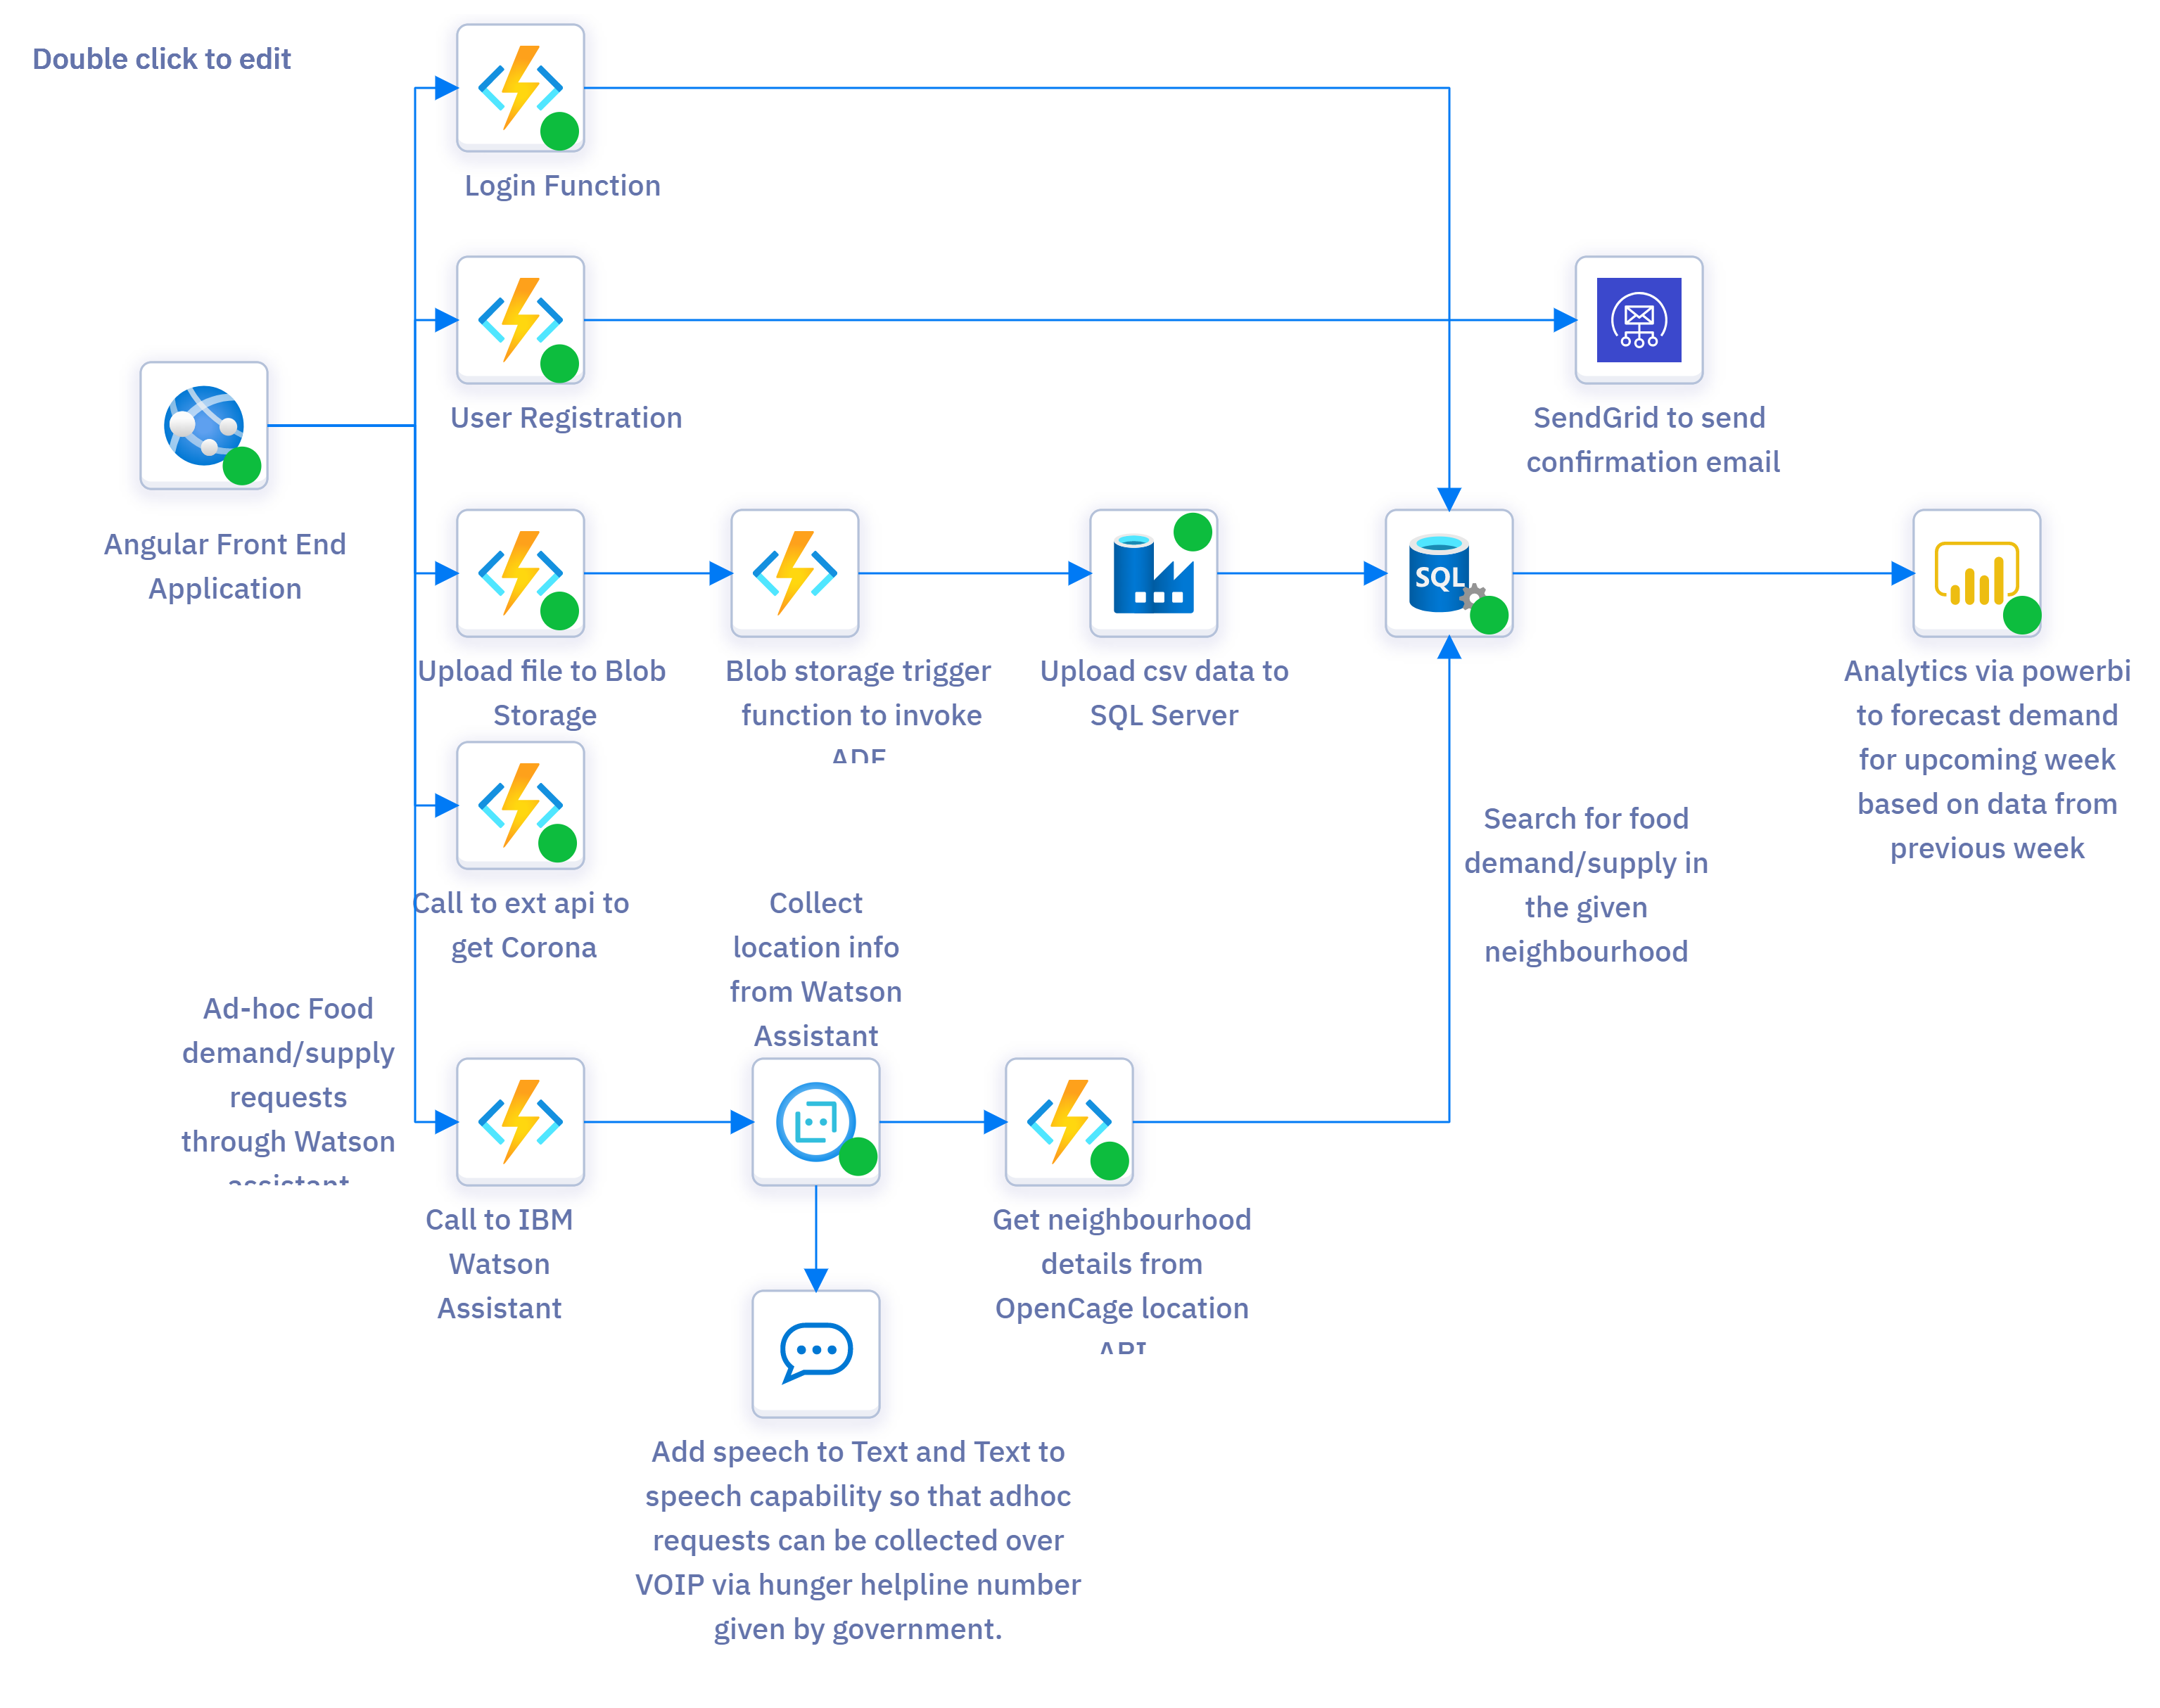 Double click to edit
Login Function
User Registration
SendGrid to send
confirmation email
Angular Front End
Application
SQL
Upload file to Blob
Storage
Blob storage trigger
function to invoke
ADF
Upload csv data to
SQL Server
Analytics via powerbi
to forecast demand
for upcoming week
based on data from
previous week
Search for food
demand/supply in
the given
neighbourhood
Call to ext api to
get Corona
Collect
location info
from Watson
Assistant
Ad-hoc Food
demand/supply
requests
through Watson
assistant
Call to IBM
Watson
Assistant
Get neighbourhood
details from
OpenCage location
API
Add speech to Text and Text to
speech capability so that adhoc
requests can be collected over
VOIP via hunger helpline number
given by government.